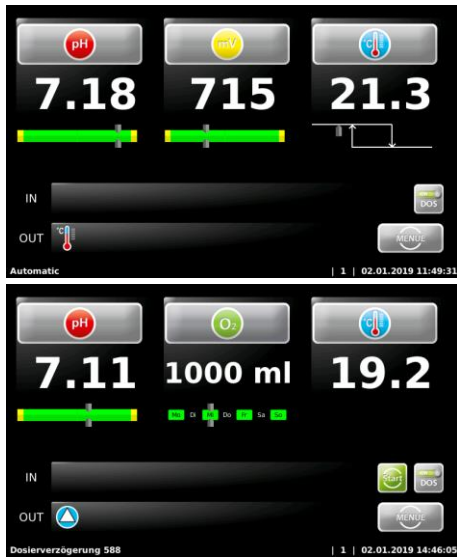 pH mV °C
7.18 715 21.3
IN
DOS
OUT °C MENÜE
Automatic | 1 | 02.01.2019 11:49:31
pH O2 °C
7.11 1000 ml 19.2
Mo Di Mi Do Fr Sa So
IN
Start DOS
OUT MENÜE
Dosierverzögerung 588 | 1 | 02.01.2019 14:46:05